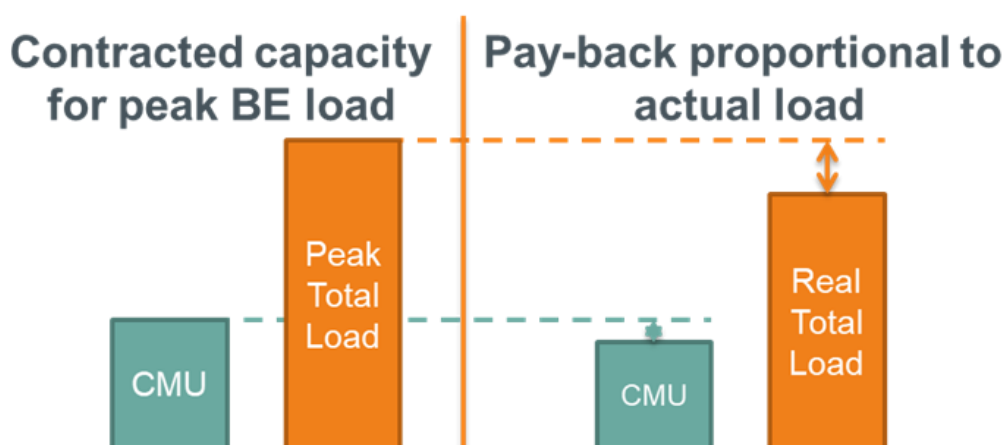 Contracted capacity
for peak BE load
Pay-back proportional to
actual load
CMU
Peak
Total
Load
CMU
Real
Total
Load